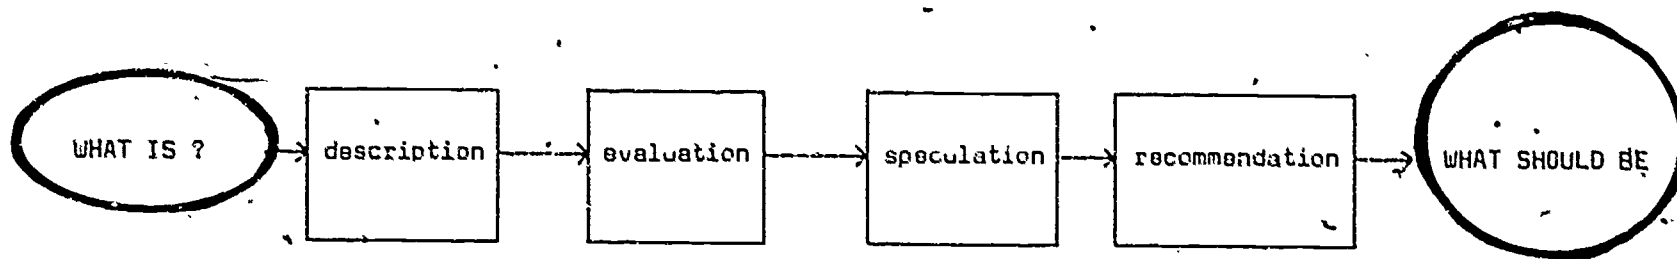 WHAT IS ?
description
evaluation
speculation
recommendation
WHAT SHOULD BE